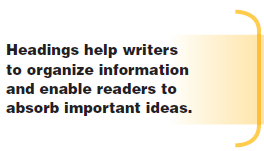 Headings help writers
to organize information
and enable readers to
absorb important ideas.